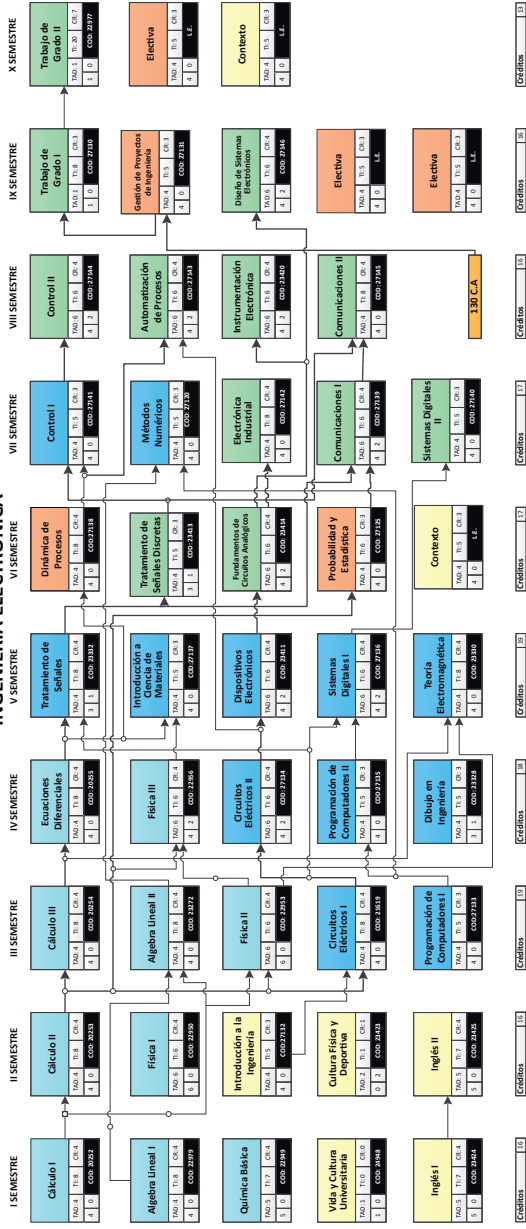 INGENIERIA ELECTRONICA
I SEMESTRE
Cálculo I
TAD: 4 TI: 8 CR: 4
4 0 COD: 20252
Algebra Lineal I
TAD: 4 TI: 8 CR: 4
4 0 COD: 22979
Química Básica
TAD: 5 TI: 7 CR: 4
5 0 COD: 22949
Vida y Cultura
Universitaria
TAD: 1 TI: 0 CR: 0
1 0 COD: 24948
Inglés I
TAD: 5 TI: 7 CR: 4
5 0 COD: 23424
Créditos 16
II SEMESTRE
Cálculo II
TAD: 4 TI: 8 CR: 4
4 0 COD: 20253
Física I
TAD: 6 TI: 6 CR: 4
6 0 COD: 22950
Introducción a la
Ingeniería
TAD: 4 TI: 5 CR: 3
4 0 COD:27132
Cultura Física y
Deportiva
TAD: 2 TI: 1 CR: 1
0 2 COD: 23423
Inglés II
TAD: 5 TI: 7 CR: 4
5 0 COD: 23425
Créditos 16
III SEMESTRE
Cálculo III
TAD: 4 TI: 8 CR: 4
4 0 COD: 20254
Algebra Lineal II
TAD: 4 TI: 8 CR: 4
4 0 COD: 23272
Física II
TAD: 6 TI: 6 CR: 4
6 0 COD: 22953
Circuitos
Eléctricos I
TAD: 4 TI: 8 CR: 4
4 0 COD: 21619
Programación de
Computadores I
TAD: 4 TI: 5 CR: 3
4 0 COD:27133
Créditos 19
IV SEMESTRE
Ecuaciones
Diferenciales
TAD: 4 TI: 8 CR: 4
4 0 COD:20255
Física III
TAD: 6 TI: 6 CR: 4
4 2 COD: 22956
Circuitos
Eléctricos II
TAD: 6 TI: 6 CR: 4
4 2 COD:27134
Programación de
Computadores II
TAD: 4 TI: 5 CR: 3
4 0 COD:27135
Dibujo en
Ingeniería
TAD: 4 TI: 5 CR: 3
3 1 COD: 23328
Créditos 18
V SEMESTRE
Tratamiento de
Señales
TAD: 4 TI: 8 CR: 4
3 1 COD: 23332
Introducción a
Ciencia de
Materiales
TAD: 4 TI: 5 CR: 3
4 0 COD: 27137
Dispositivos
Electrónicos
TAD: 6 TI: 6 CR: 4
4 2 COD: 23411
Sistemas
Digitales I
TAD: 6 TI: 6 CR: 4
4 2 COD: 27136
Teoría
Electromagnética
TAD: 4 TI: 8 CR: 4
4 0 COD: 23330
Créditos 19
VI SEMESTRE
Dinámica de
Procesos
TAD: 4 TI: 8 CR: 4
4 0 COD:27138
Tratamiento de
Señales Discretas
TAD: 4 TI: 5 CR: 3
3 1 COD: 23413
Fundamentos de
Circuitos Analógicos
TAD: 6 TI: 6 CR: 4
4 2 COD: 23414
Probabilidad y
Estadística
TAD: 4 TI: 5 CR: 3
4 0 COD: 27125
Contexto
TAD: 4 TI: 5 CR: 3
4 0 L.E.
Créditos 17
VII SEMESTRE
Control I
TAD: 4 TI: 5 CR: 3
4 0 COD:27141
Métodos
Numéricos
TAD: 4 TI: 5 CR: 3
4 0 COD: 27120
Electrónica
Industrial
TAD: 4 TI: 8 CR: 4
4 0 COD:27142
Comunicaciones I
TAD: 6 TI: 6 CR: 4
4 2 COD: 27139
Sistemas Digitales
II
TAD: 4 TI: 5 CR: 3
4 0 COD: 27140
Créditos 17
VIII SEMESTRE
Control II
TAD: 6 TI: 6 CR: 4
4 2 COD: 27144
Automatización
de Procesos
TAD: 6 TI: 6 CR: 4
4 2 COD: 27143
Instrumentación
Electrónica
TAD: 6 TI: 6 CR: 4
4 2 COD: 23420
Comunicaciones II
TAD: 4 TI: 8 CR: 4
4 0 COD: 27145
130 C.A
Créditos 16
IX SEMESTRE
Trabajo de
Grado I
TAD:1 TI: 8 CR: 3
1 0 COD: 27130
Gestión de Proyectos
de Ingeniería
TAD: 4 TI: 5 CR: 3
4 0 COD: 27131
Diseño de Sistemas
Electrónicos
TAD: 6 TI: 6 CR: 4
4 2 COD: 27146
Electiva
TAD: 4 TI: 5 CR: 3
4 0 L.E.
Electiva
TAD: 4 TI: 5 CR: 3
4 0 L.E.
Créditos 16
X SEMESTRE
Trabajo de
Grado II
TAD: 1 TI: 20 CR: 7
1 0 COD: 22977
Electiva
TAD: 4 TI: 5 CR: 3
4 0 L.E.
Contexto
TAD: 4 TI: 5 CR: 3
4 0 L.E.
Créditos 13